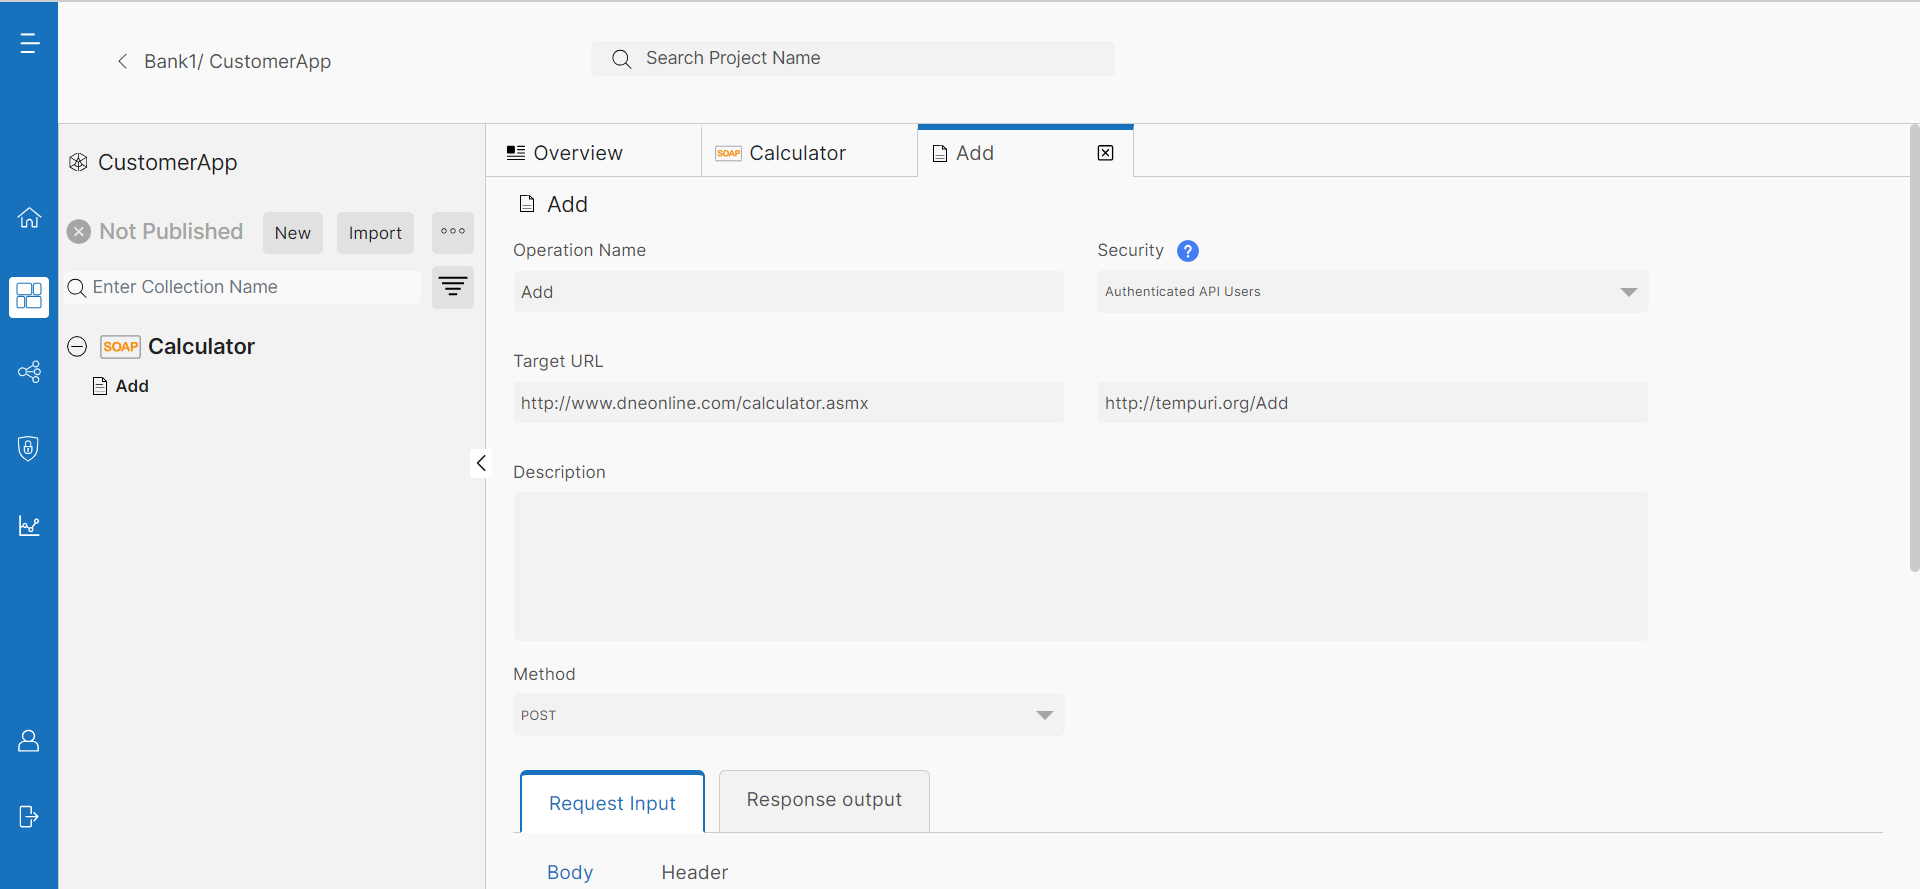 Bank1/ CustomerApp
Search Project Name
CustomerApp
Not Published
New
Import
Enter Collection Name
SOAP Calculator
Add
Overview
SOAP Calculator
Add
Add
Operation Name
Security ?
Add
Authenticated API Users
Target URL
http://www.dneonline.com/calculator.asmx
http://tempuri.org/Add
Description
Method
POST
Request Input
Response output
Body
Header